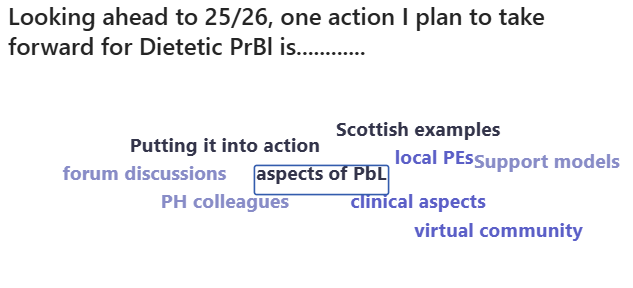 Looking ahead to 25/26, one action I plan to take
forward for Dietetic PrBl is............
Scottish examples
Putting it into action
local PEs
Support models
forum discussions
aspects of PbL
PH colleagues
clinical aspects
virtual community